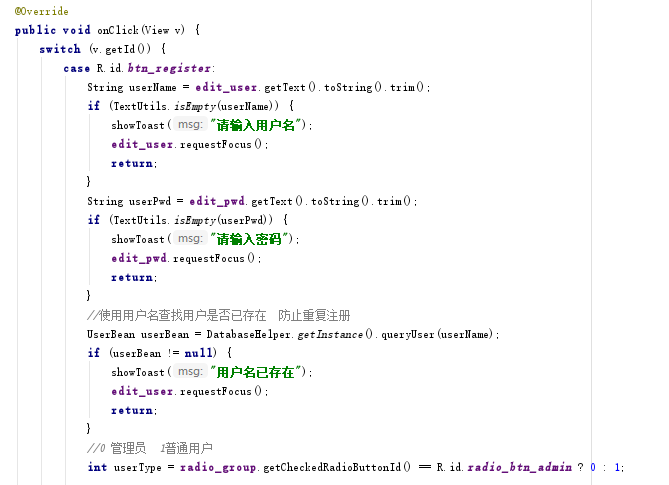 @Override
public void onClick(View v) {
switch (v.getId()) {
case R.id.btn_register:
String userName = edit_user.getText().toString().trim();
if (TextUtils.isEmpty(userName)) {
showToast( msg: "请输入用户名");
edit_user.requestFocus();
return;
}
String userPwd = edit_pwd.getText().toString().trim();
if (TextUtils.isEmpty(userPwd)) {
showToast( msg: "请输入密码");
edit_pwd.requestFocus();
return;
}
//使用用户名查找用户是否已存在 防止重复注册
UserBean userBean = DatabaseHelper.getInstance().queryUser(userName);
if (userBean != null) {
showToast( msg: "用户名已存在");
edit_user.requestFocus();
return;
}
//0 管理员 1普通用户
int userType = radio_group.getCheckedRadioButtonId() == R.id.radio_btn_admin ? 0 : 1;